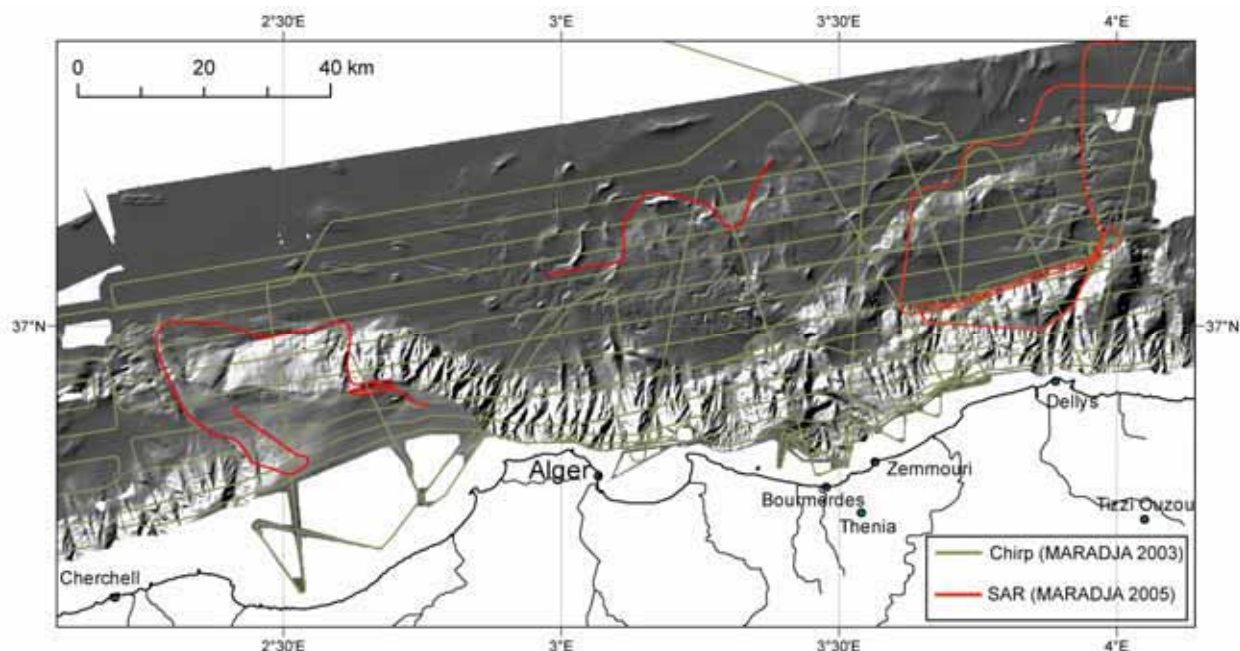 2°30'E 3°E 3°30'E 4°E
0 20 40 km
37°N 37°N
Dellys
Alger
Zemmouri
Boumerdes
Thenia
Tizzi Ouzou
Cherchell
Chirp (MARADJA 2003)
SAR (MARADJA 2005)
2°30'E 3°E 3°30'E 4°E